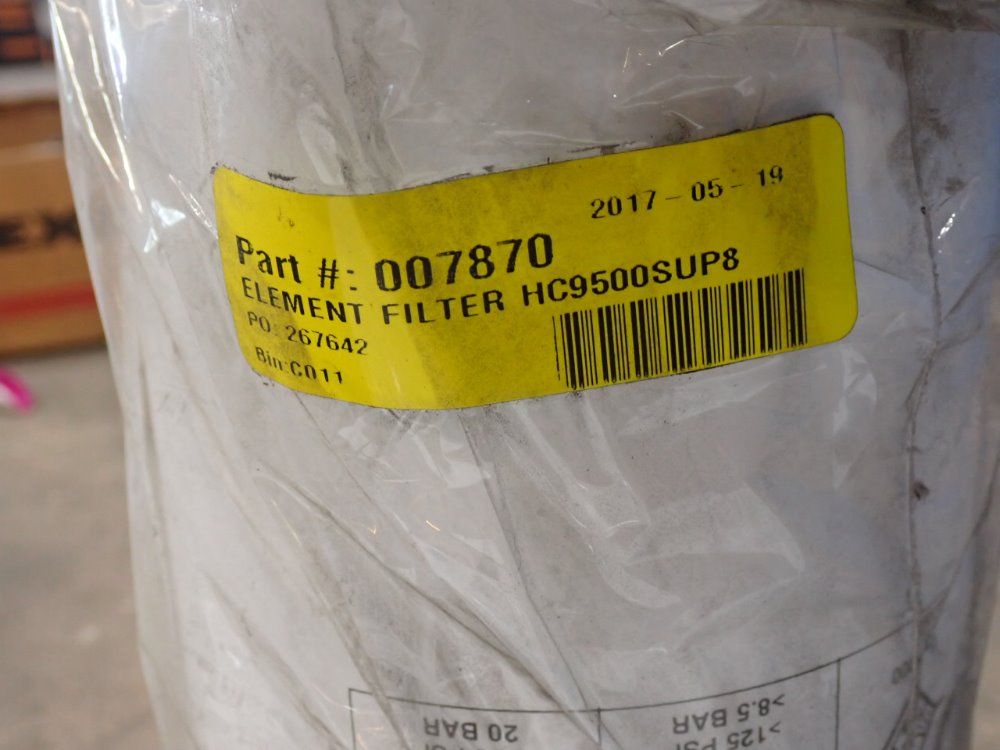 2017-05-19
Part #: 007870
ELEMENT FILTER HC9500SUP8
PO: 267642
Bin:C011
>125 PSI
>8.5 BAR
20 BAR